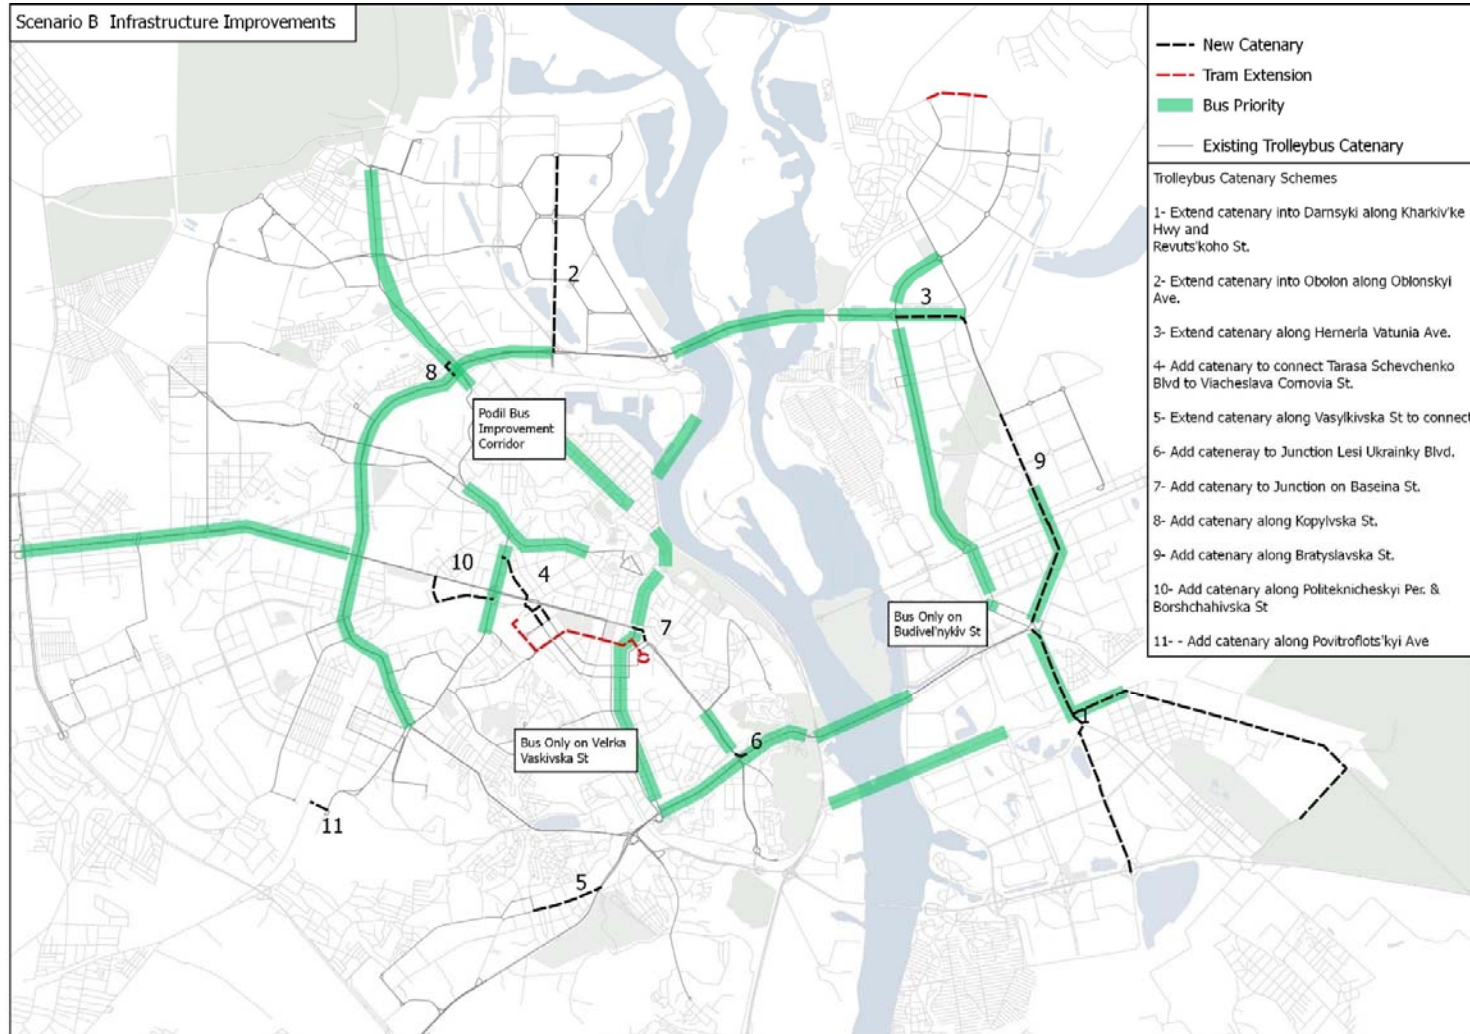 Scenario B Infrastructure Improvements
New Catenary
Tram Extension
Bus Priority
Existing Trolleybus Catenary
Trolleybus Catenary Schemes
1- Extend catenary into Darnsyki along Kharkiv'ke
Hwy and
Revuts'koho St.
2- Extend catenary into Obolon along Oblonskyi
Ave.
3- Extend catenary along Hernerla Vatunia Ave.
4- Add catenary to connect Tarasa Schevchenko
Blvd to Viacheslava Cornovia St.
5- Extend catenary along Vasylkivska St to connect
6- Add cateneray to Junction Lesi Ukrainky Blvd.
7- Add catenary to Junction on Baseina St.
8- Add catenary along Kopylvska St.
9- Add catenary along Bratyslavska St.
10- Add catenary along Politeknicheskyi Per. &
Borshchahivska St
11- - Add catenary along Povitroflots'kyi Ave
2
3
8
Podil Bus
Improvement
Corridor
9
10
4
7
Bus Only on
Budivel'nykiv St
1
6
Bus Only on Velrka
Vaskivska St
11
5